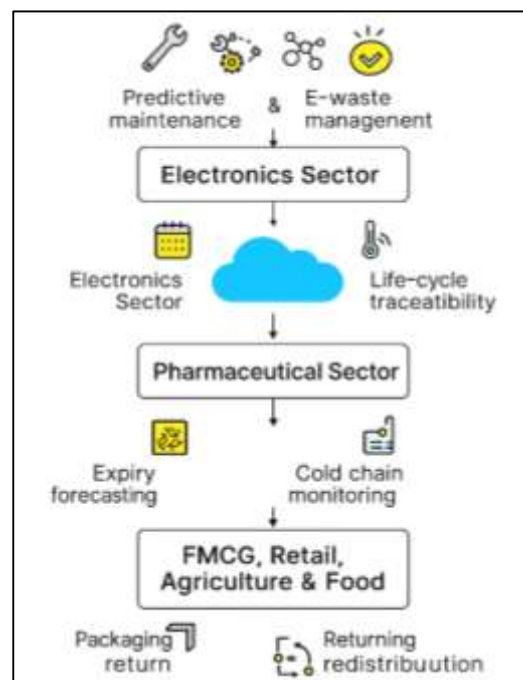 Predictive maintenance & E-waste management
Electronics Sector
Electronics Sector
Life-cycle traceatibility
Pharmaceutical Sector
Expiry forecasting
Cold chain monitoring
FMCG, Retail,
Agriculture & Food
Packaging return
Returning redistribuution